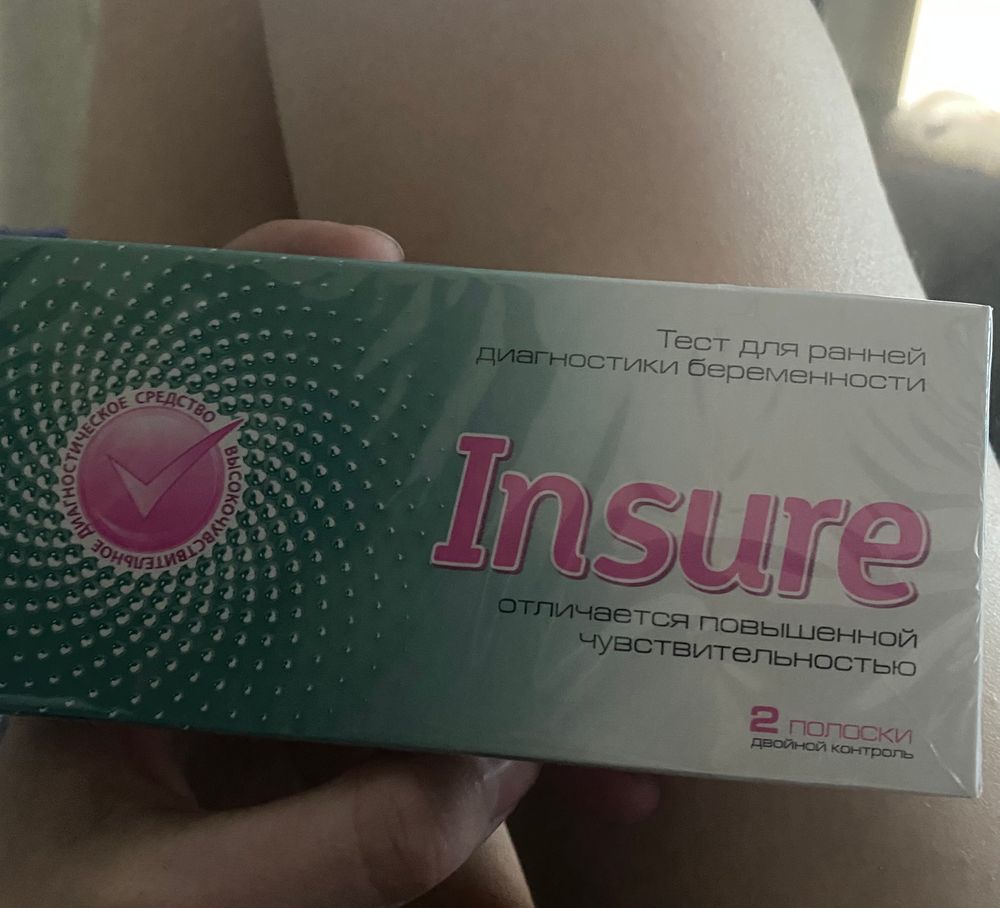 ВЫСОКОЧУВСТВИТЕЛЬНОЕ ДИАГНОСТИЧЕСКОЕ СРЕДСТВО
Тест для ранней
диагностики беременности
Insure
отличается повышенной
чувствительностью
2 полоски
двойной контроль